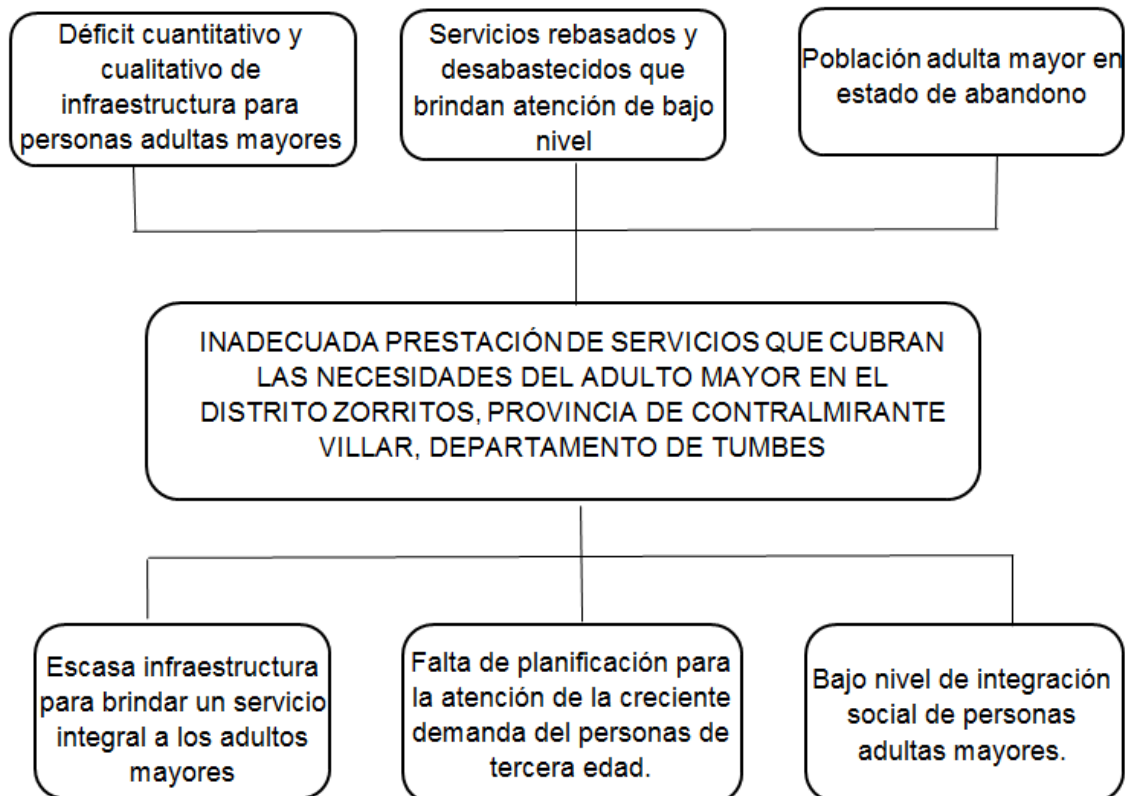 Déficit cuantitativo y
cualitativo de
infraestructura para
personas adultas mayores
Servicios rebasados y
desabastecidos que
brindan atención de bajo
nivel
Población adulta mayor en
estado de abandono
INADECUADA PRESTACIÓN DE SERVICIOS QUE CUBRAN
LAS NECESIDADES DEL ADULTO MAYOR EN EL
DISTRITO ZORRITOS, PROVINCIA DE CONTRALMIRANTE
VILLAR, DEPARTAMENTO DE TUMBES
Escasa infraestructura
para brindar un servicio
integral a los adultos
mayores
Falta de planificación para
la atención de la creciente
demanda del personas de
tercera edad.
Bajo nivel de integración
social de personas
adultas mayores.